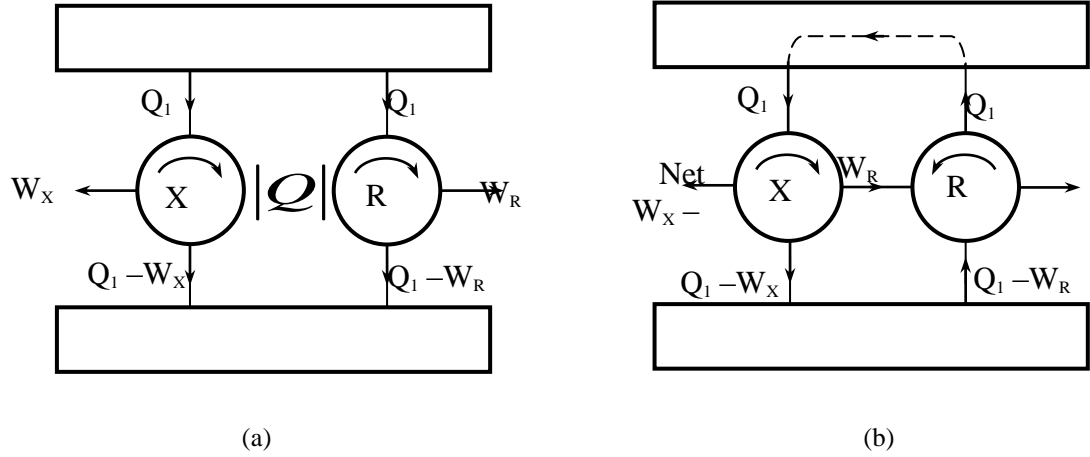 Q₁ Q₁
W_X X |Q| R W_R
Q₁ –W_X Q₁ –W_R
(a)
Q₁ Q₁
Net X W_R R
W_X –
Q₁ –W_X Q₁ –W_R
(b)